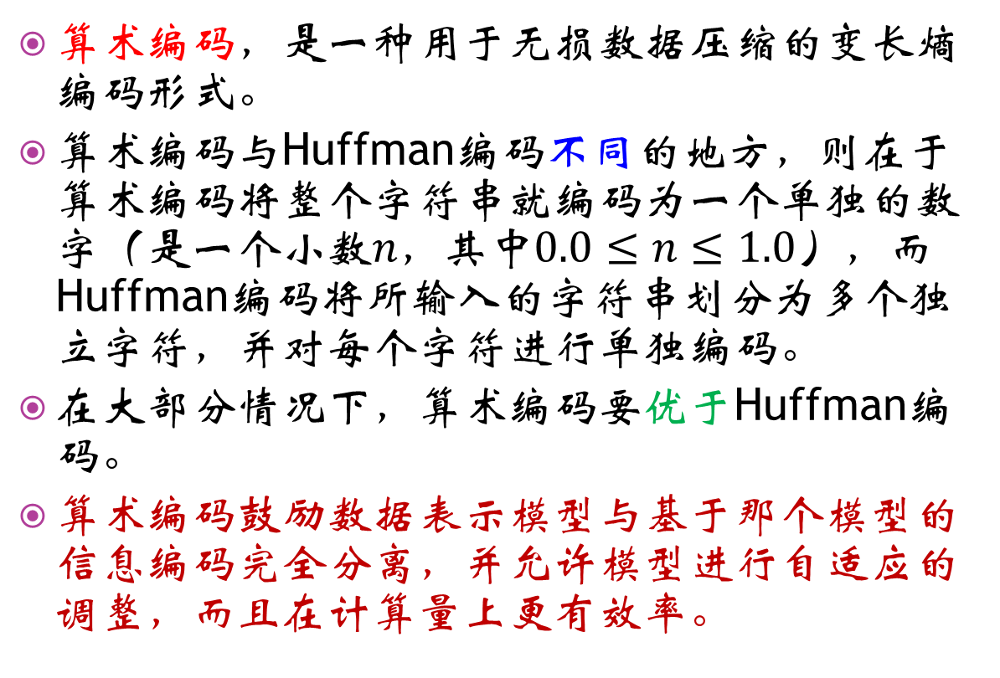 算术编码，是一种用于无损数据压缩的变长熵
编码形式。
算术编码与Huffman编码不同的地方，则在于
算术编码将整个字符串就编码为一个单独的数
字（是一个小数n，其中0.0 ≤ n ≤ 1.0），而
Huffman编码将所输入的字符串划分为多个独
立字符，并对每个字符进行单独编码。
在大部分情况下，算术编码要优于Huffman编
码。
算术编码鼓励数据表示模型与基于那个模型的
信息编码完全分离，并允许模型进行自适应的
调整，而且在计算量上更有效率。